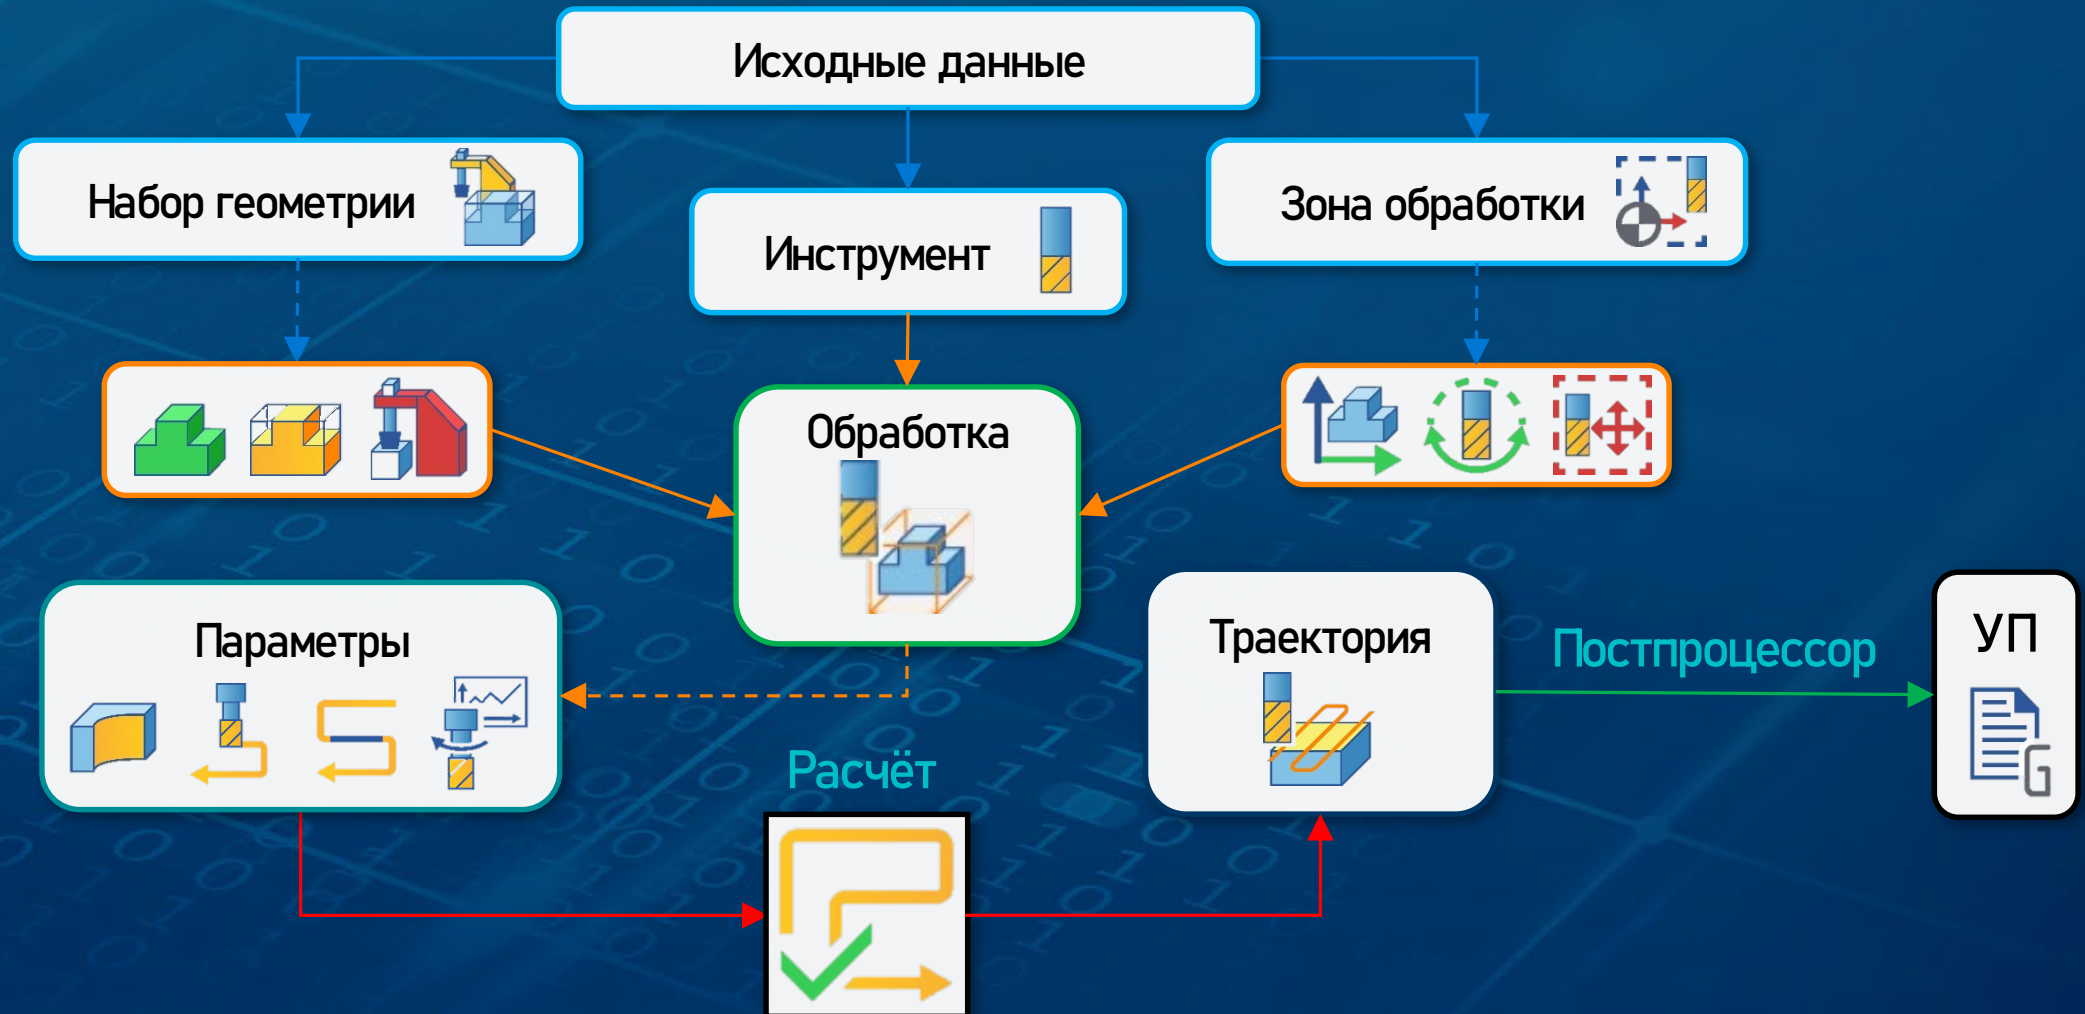 Исходные данные
Набор геометрии
Инструмент
Зона обработки
Обработка
Параметры
Расчёт
Траектория
Постпроцессор
УП
G